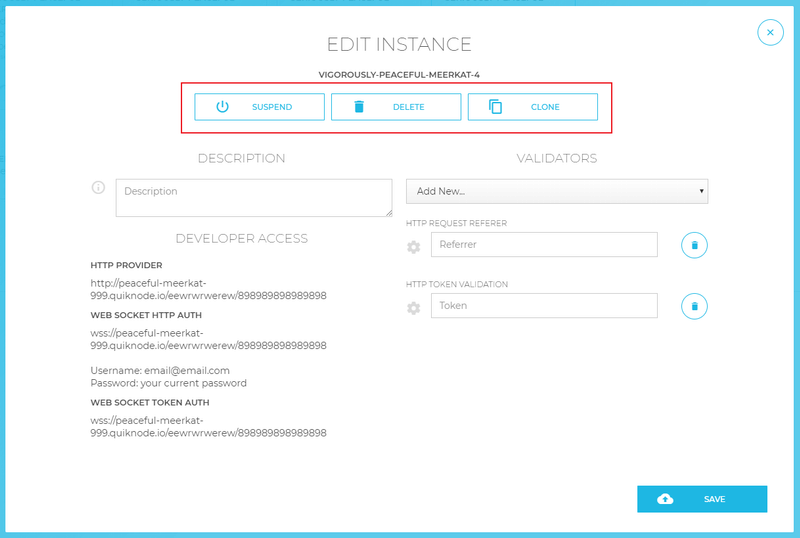 EDIT INSTANCE
VIGOROUSLY-PEACEFUL-MEERKAT-4
SUSPEND
DELETE
CLONE
DESCRIPTION
Description
DEVELOPER ACCESS
HTTP PROVIDER
http://peaceful-meerkat-
999.quiknode.io/eewrwrwerew/898989898989898
WEB SOCKET HTTP AUTH
wss://peaceful-meerkat-
999.quiknode.io/eewrwrwerew/898989898989898
Username: email@email.com
Password: your current password
WEB SOCKET TOKEN AUTH
wss://peaceful-meerkat-
999.quiknode.io/eewrwrwerew/898989898989898
VALIDATORS
Add New...
HTTP REQUEST REFERER
Referrer
HTTP TOKEN VALIDATION
Token
SAVE